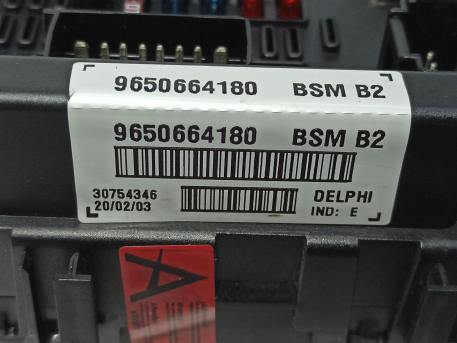 9650664180 BSM B2
9650664180 BSM B2
30754346 DELPHI
20/02/03 IND: E
A